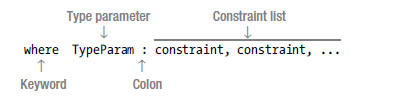 Type parameter Constraint list
where TypeParam : constraint, constraint, ...
Keyword Colon